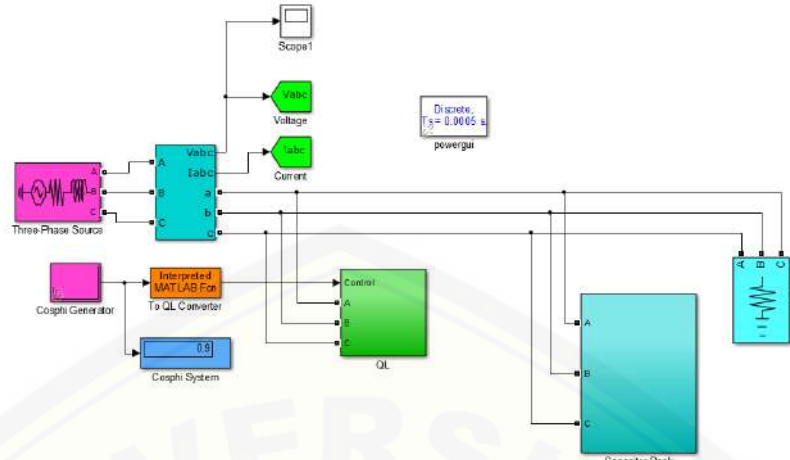 Scope1
Vabc
Voltage
Iabc
Current
Discrete,
Ts = 0.0005 s.
powergui
A
B
C
Three-Phase Source
A
B
C
Vabc
Iabc
a
b
c
A B C
Cosphi Generator
Interpreted
MATLAB Fcn
To QL Converter
0.9
Cosphi System
Control
A
B
C
QL
A
B
C